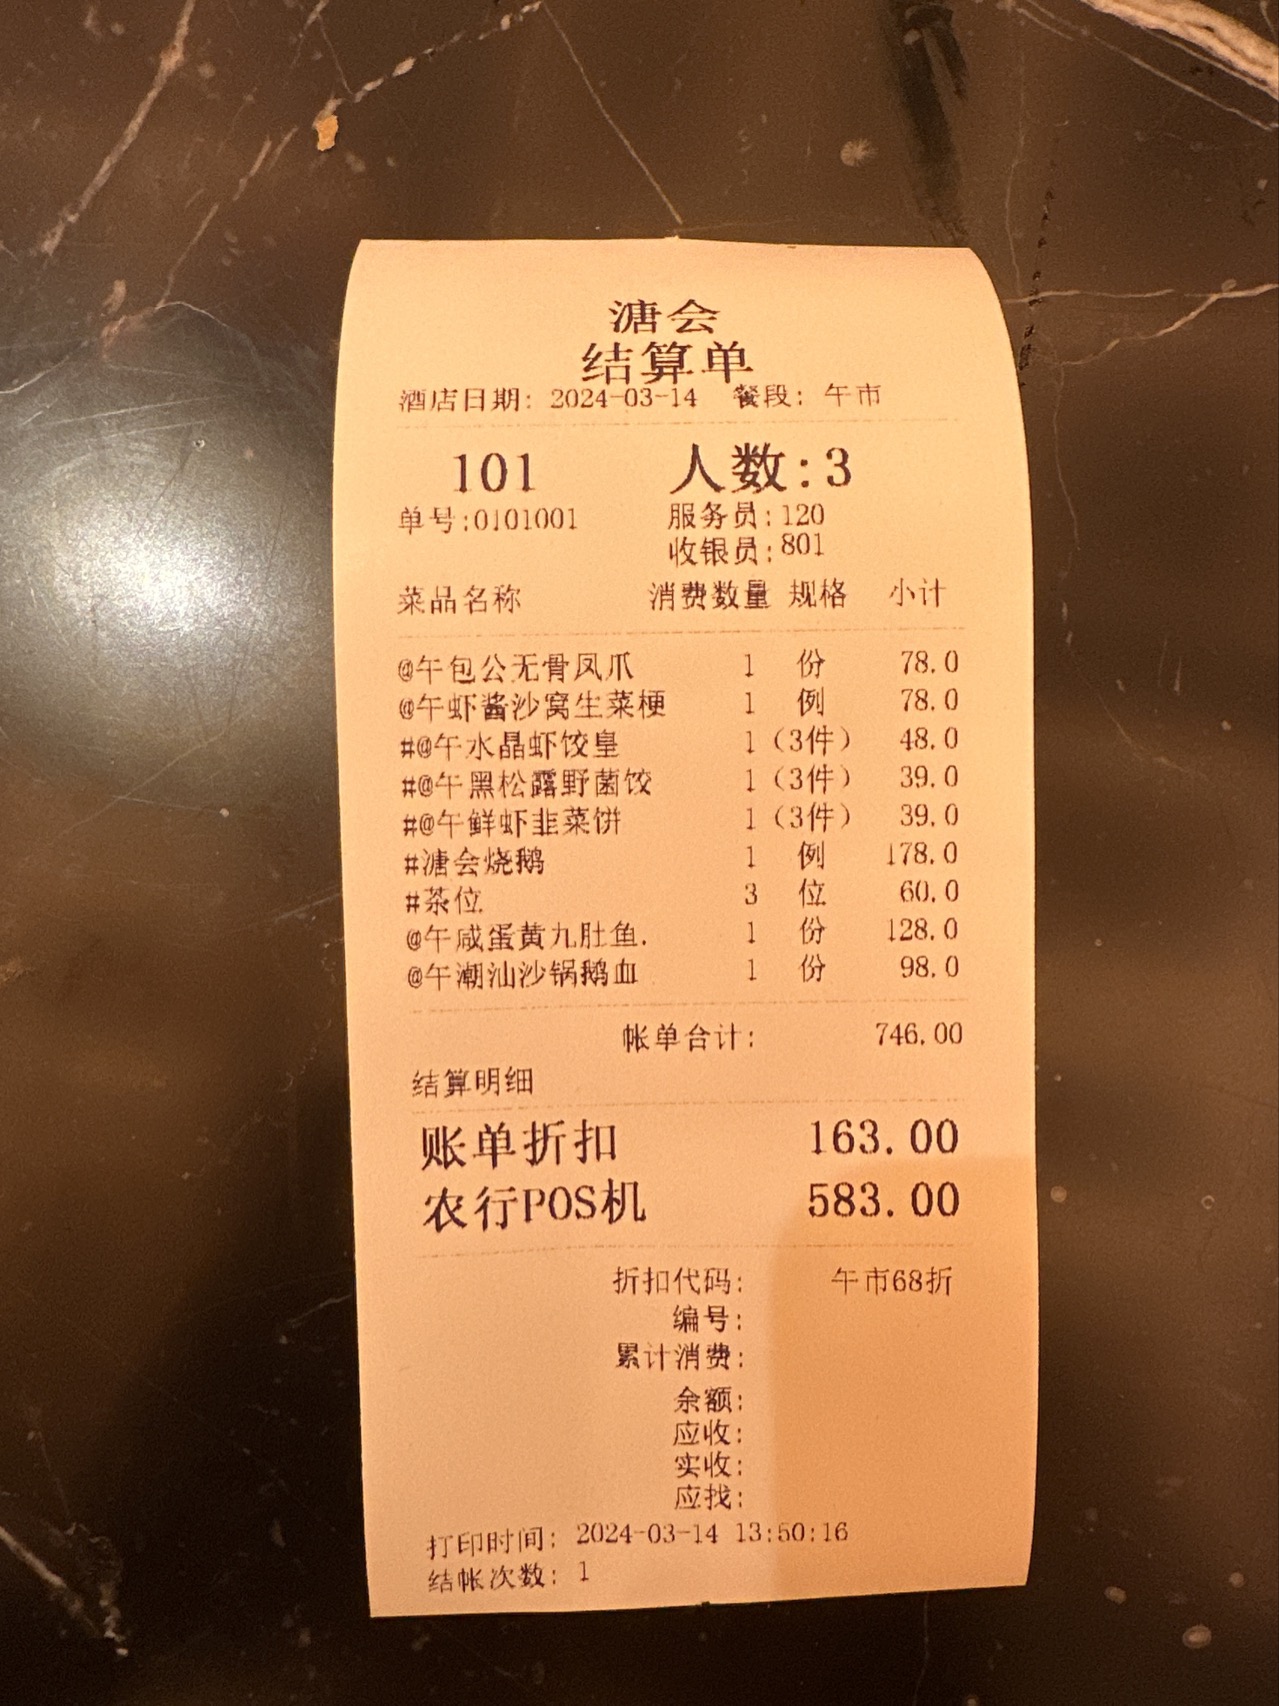 溏会
结算单
酒店日期: 2024-03-14 餐段: 午市
101 人数:3
单号:0101001 服务员:120
收银员:801
菜品名称 消费数量 规格 小计
@午包公无骨凤爪 1 份 78.0
@午虾酱沙窝生菜梗 1 例 78.0
#@午水晶虾饺皇 1 (3件) 48.0
#@午黑松露野菌饺 1 (3件) 39.0
#@午鲜虾韭菜饼 1 (3件) 39.0
#溏会烧鹅 1 例 178.0
#茶位 3 位 60.0
@午咸蛋黄九肚鱼. 1 份 128.0
@午潮汕沙锅鹅血 1 份 98.0
帐单合计: 746.00
结算明细
账单折扣 163.00
农行POS机 583.00
折扣代码: 午市68折
编号:
累计消费:
余额:
应收:
实收:
应找:
打印时间: 2024-03-14 13:50:16
结帐次数: 1